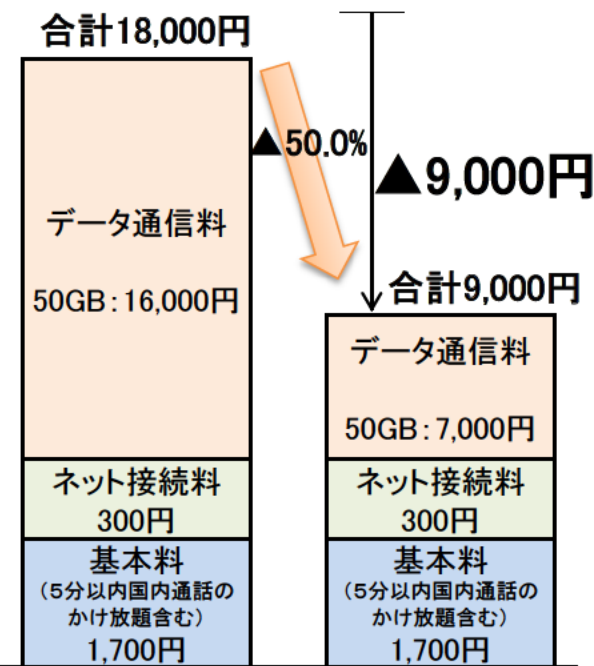 合計18,000円
データ通信料
50GB：16,000円
ネット接続料
300円
基本料
（5分以内国内通話の
かけ放題含む）
1,700円
▲50.0%
▲9,000円
合計9,000円
データ通信料
50GB：7,000円
ネット接続料
300円
基本料
（5分以内国内通話の
かけ放題含む）
1,700円